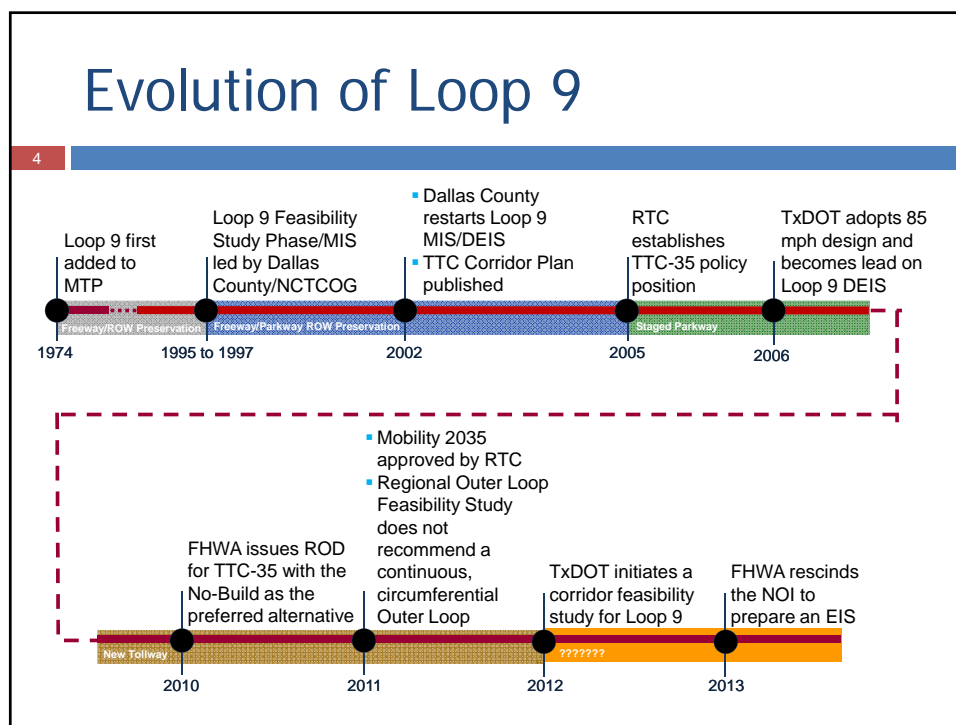 Evolution of Loop 9
4
Loop 9 first
added to
MTP
Loop 9 Feasibility
Study Phase/MIS
led by Dallas
County/NCTCOG
▪ Dallas County
restarts Loop 9
MIS/DEIS
▪ TTC Corridor Plan
published
RTC
establishes
TTC-35 policy
position
TxDOT adopts 85
mph design and
becomes lead on
Loop 9 DEIS
Freeway/ROW Preservation
Freeway/Parkway ROW Preservation
Staged Parkway
1974
1995 to 1997
2002
2005
2006
FHWA issues ROD
for TTC-35 with the
No-Build as the
preferred alternative
▪ Mobility 2035
approved by RTC
▪ Regional Outer Loop
Feasibility Study
does not
recommend a
continuous,
circumferential
Outer Loop
TxDOT initiates a
corridor feasibility
study for Loop 9
FHWA rescinds
the NOI to
prepare an EIS
New Tollway
???????
2010
2011
2012
2013